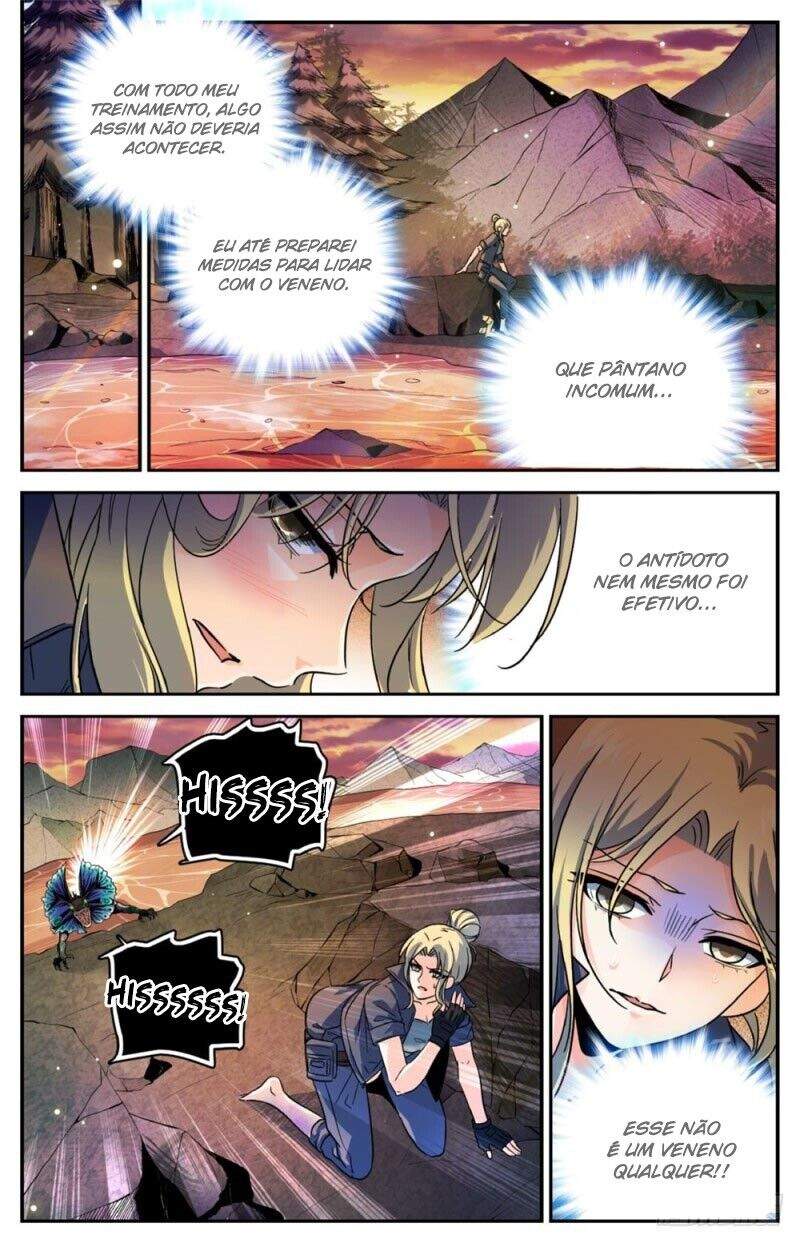 COM TODO MEU
TREINAMENTO, ALGO
ASSIM NÃO DEVERIA
ACONTECER.
EU ATÉ PREPAREI
MEDIDAS PARA LIDAR
COM O VENENO.
QUE PÂNTANO
INCOMUM...
O ANTÍDOTO
NEM MESMO FOI
EFETIVO...
HISSSS!
HISSSSSS!
ESSE NÃO
É UM VENENO
QUALQUER!!